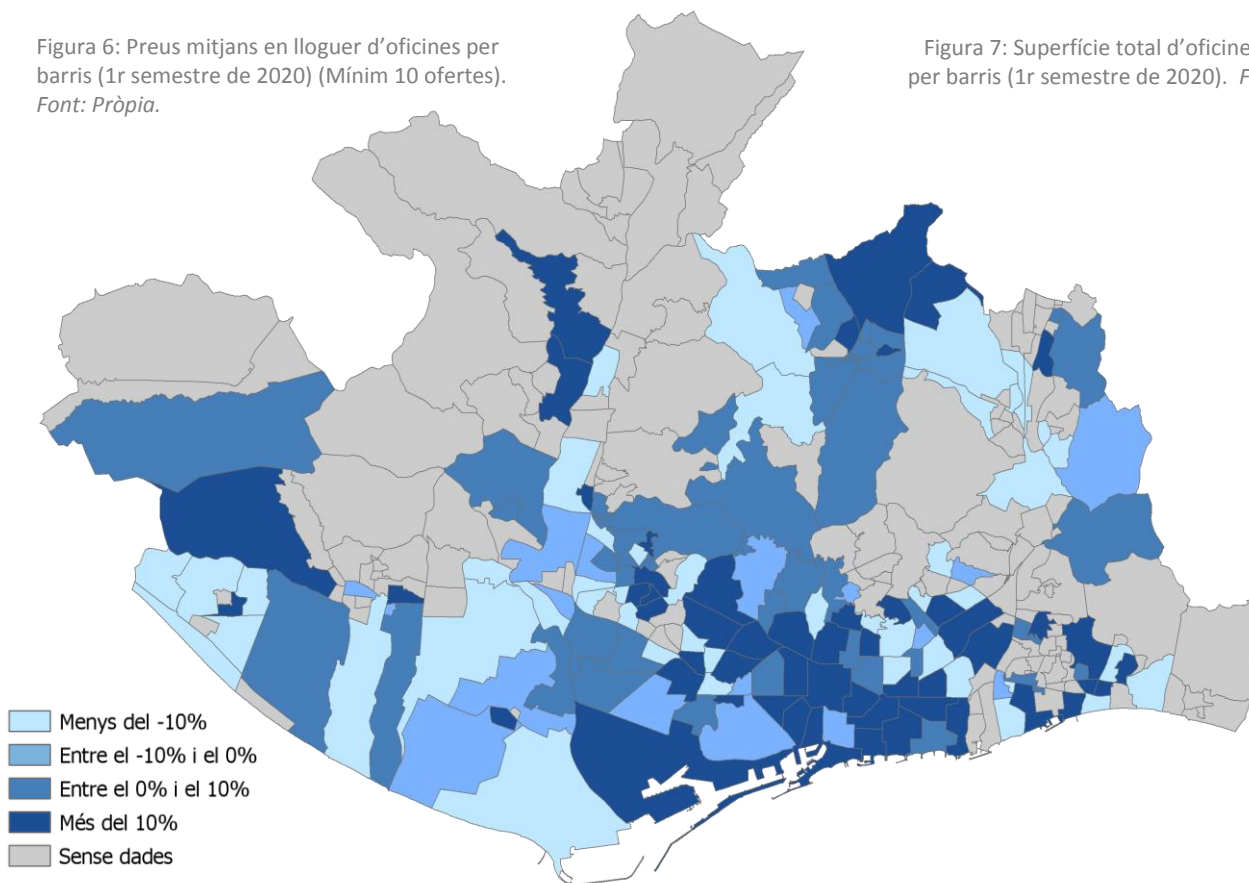 Figura 6: Preus mitjans en lloguer d’oficines per
barris (1r semestre de 2020) (Mínim 10 ofertes).
Font: Pròpia.
Figura 7: Superfície total d’oficine
per barris (1r semestre de 2020). F
Menys del -10%
Entre el -10% i el 0%
Entre el 0% i el 10%
Més del 10%
Sense dades